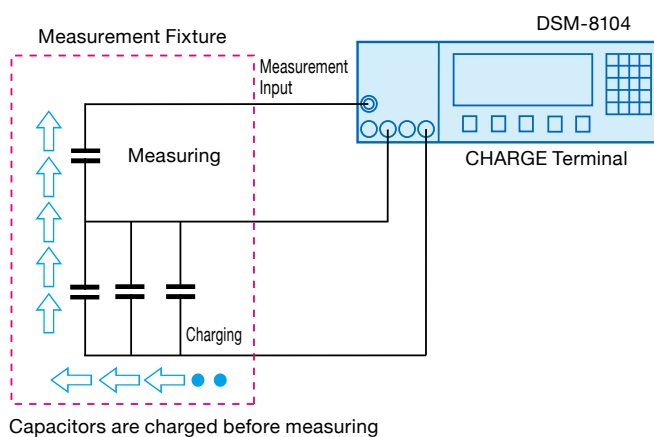 DSM-8104
Measurement Fixture
Measurement
Input
Measuring
CHARGE Terminal
Charging
Capacitors are charged before measuring